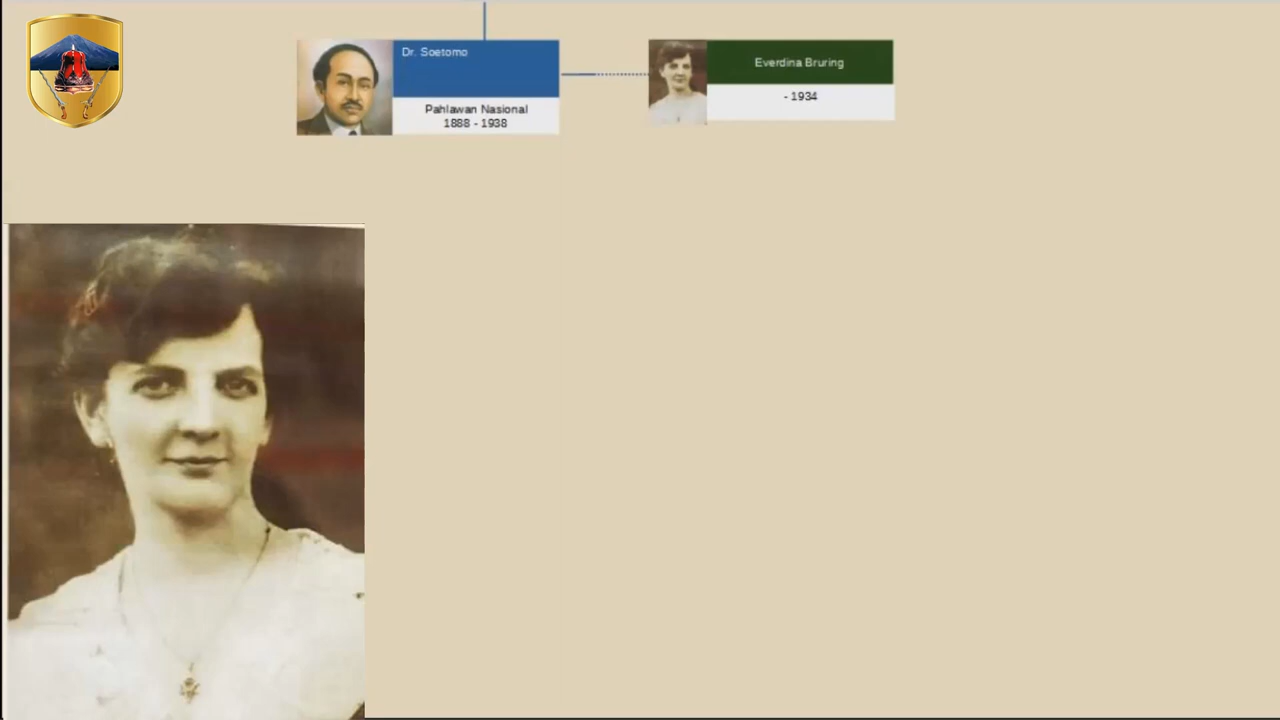 Dr. Soetomo
Pahlawan Nasional
1888 - 1938
Everdina Bruring
- 1934